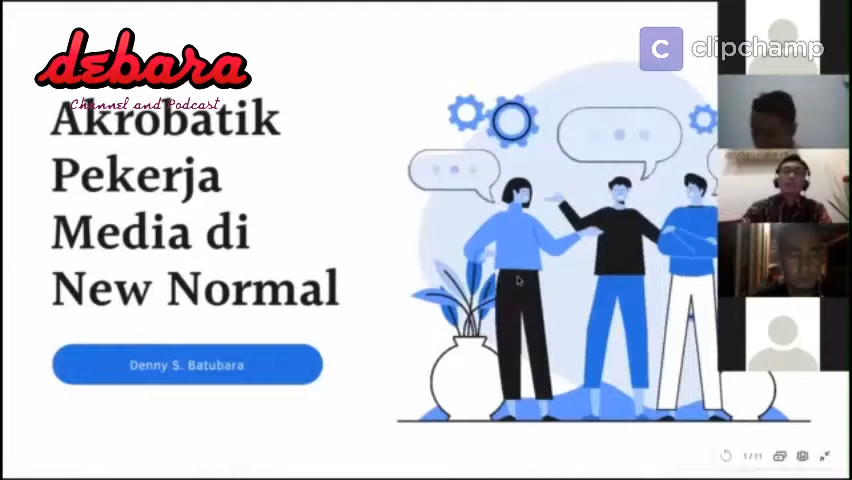 debara
Channel and Podcast
C clipchamp
Akrobatik
Pekerja
Media di
New Normal
Denny S. Batubara
1/11